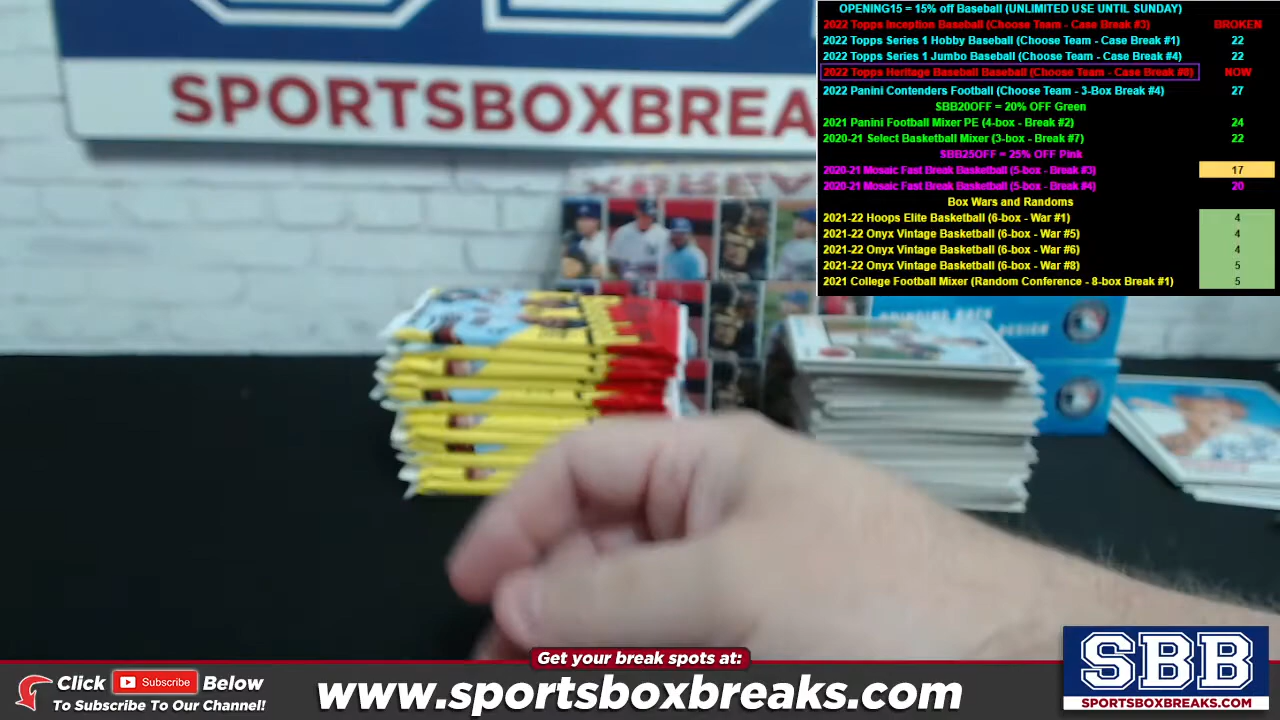 OPENING15 = 15% off Baseball (UNLIMITED USE UNTIL SUNDAY)
2022 Topps Inception Baseball (Choose Team - Case Break #3) BROKEN
2022 Topps Series 1 Hobby Baseball (Choose Team - Case Break #1) 22
2022 Topps Series 1 Jumbo Baseball (Choose Team - Case Break #4) 22
2022 Topps Heritage Baseball Baseball (Choose Team - Case Break #8) NOW
2022 Panini Contenders Football (Choose Team - 3-Box Break #4) 27
SBB20OFF = 20% OFF Green
2021 Panini Football Mixer PE (4-box - Break #2) 24
2020-21 Select Basketball Mixer (3-box - Break #7) 22
SBB25OFF = 25% OFF Pink
2020-21 Mosaic Fast Break Basketball (5-box - Break #3) 17
2020-21 Mosaic Fast Break Basketball (5-box - Break #4) 20
Box Wars and Randoms
2021-22 Hoops Elite Basketball (6-box - War #1) 4
2021-22 Onyx Vintage Basketball (6-box - War #5) 4
2021-22 Onyx Vintage Basketball (6-box - War #6) 4
2021-22 Onyx Vintage Basketball (6-box - War #8) 5
2021 College Football Mixer (Random Conference - 8-box Break #1) 5
SPORTSBOXBREA
DESIGN
Get your break spots at:
Click Subscribe Below
To Subscribe To Our Channel!
www.sportsboxbreaks.com
SBB
SPORTSBOXBREAKS.COM